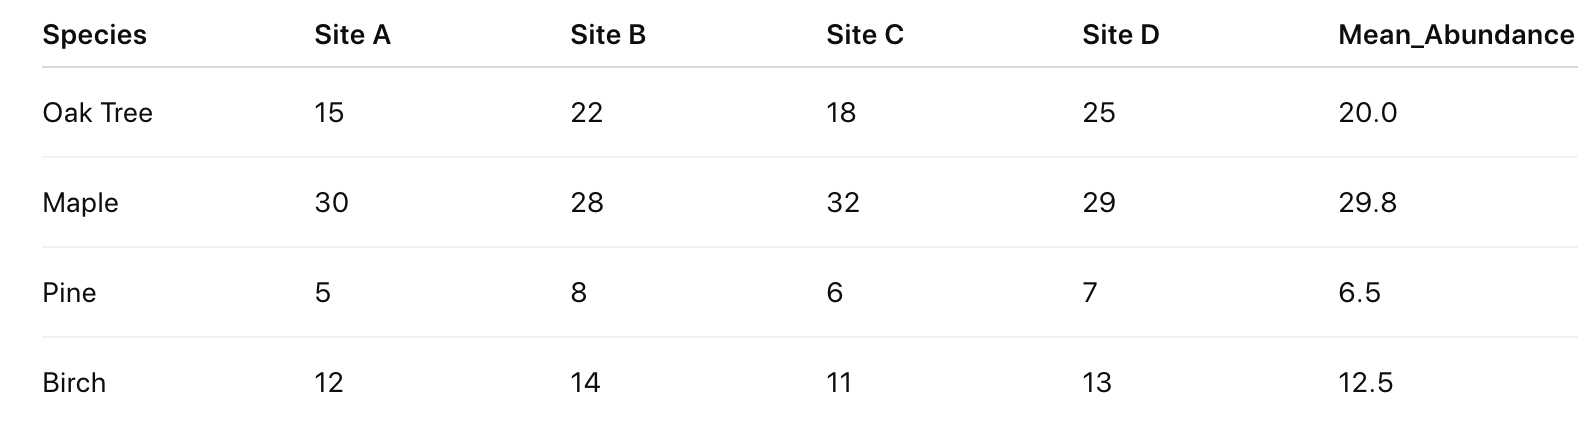 Species Site A Site B Site C Site D Mean_Abundance
Oak Tree 15 22 18 25 20.0
Maple 30 28 32 29 29.8
Pine 5 8 6 7 6.5
Birch 12 14 11 13 12.5